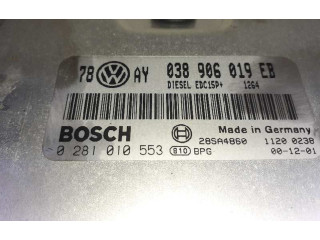 78 AY 038 906 019 EB
DIESEL EDC15P+ 1264
BOSCH
Made in Germany
28SA4860 1120 0238
0 281 010 553 810 BPG 00-12-01